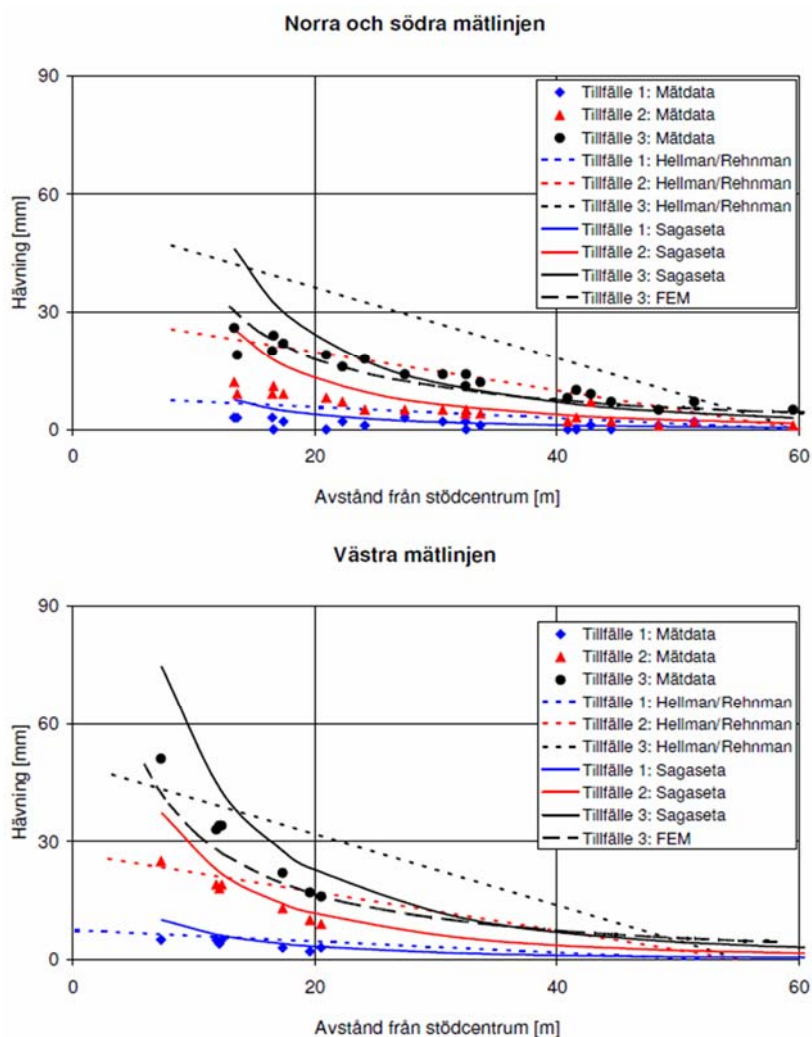 Norra och södra mätlinjen
90
60
30
0
0
20
40
60
Hävning [mm]
Avstånd från stödcentrum [m]
Tillfälle 1: Mätdata
Tillfälle 2: Mätdata
Tillfälle 3: Mätdata
Tillfälle 1: Hellman/Rehnman
Tillfälle 2: Hellman/Rehnman
Tillfälle 3: Hellman/Rehnman
Tillfälle 1: Sagaseta
Tillfälle 2: Sagaseta
Tillfälle 3: Sagaseta
Tillfälle 3: FEM
Västra mätlinjen
90
60
30
0
0
20
40
60
Hävning [mm]
Avstånd från stödcentrum [m]
Tillfälle 1: Mätdata
Tillfälle 2: Mätdata
Tillfälle 3: Mätdata
Tillfälle 1: Hellman/Rehnman
Tillfälle 2: Hellman/Rehnman
Tillfälle 3: Hellman/Rehnman
Tillfälle 1: Sagaseta
Tillfälle 2: Sagaseta
Tillfälle 3: Sagaseta
Tillfälle 3: FEM